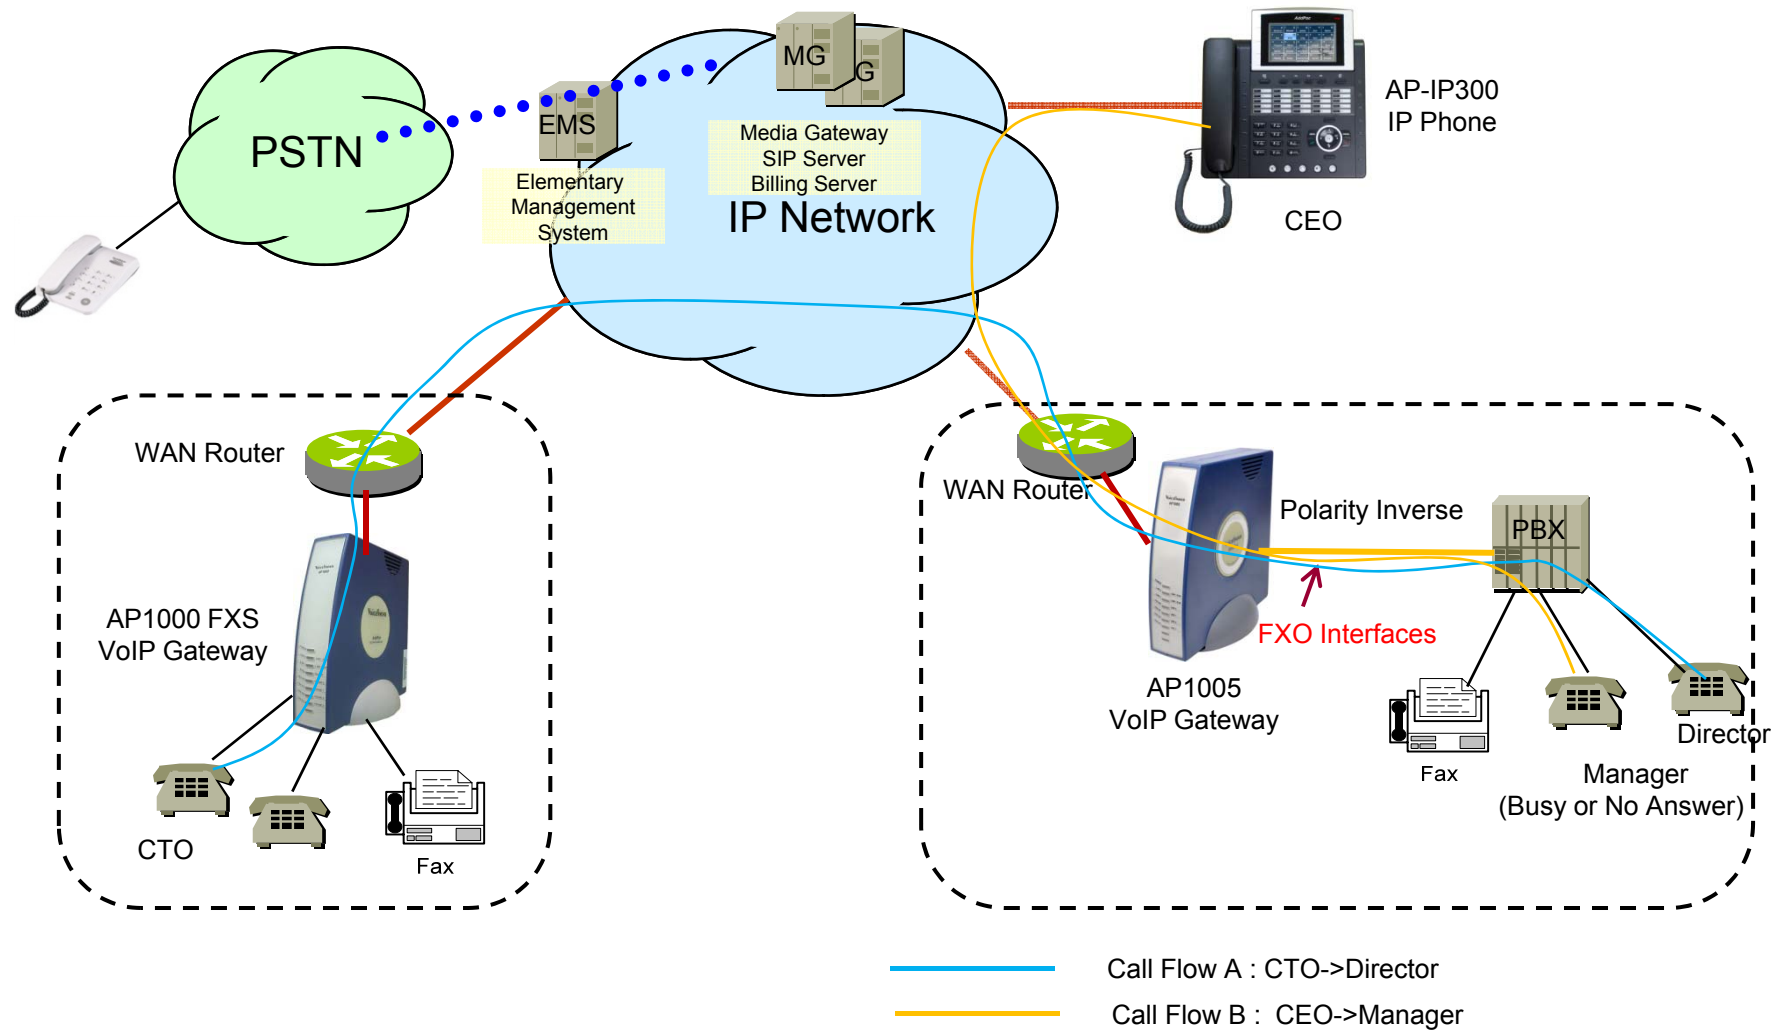 MG
G
EMS
PSTN
Media Gateway
SIP Server
Billing Server
Elementary
Management
System
IP Network
AddPac
AP-IP300
IP Phone
CEO
WAN Router
WAN Router
Polarity Inverse
PBX
AP1000 FXS
VoIP Gateway
FXO Interfaces
AP1005
VoIP Gateway
Director
Fax
Manager
(Busy or No Answer)
CTO
Fax
Call Flow A : CTO->Director
Call Flow B : CEO->Manager